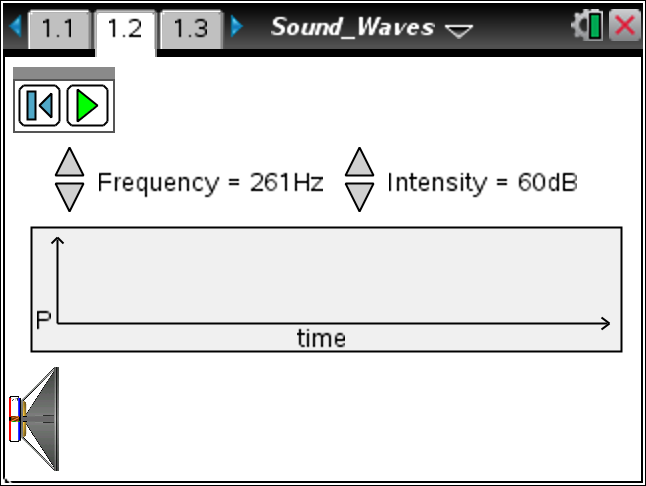 1.1 1.2 1.3 Sound_Waves
Frequency = 261Hz Intensity = 60dB
P
time